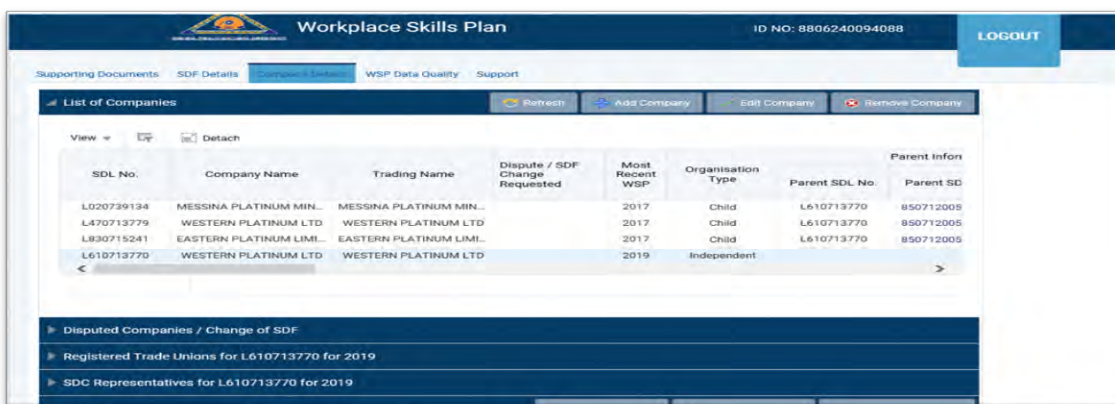 Workplace Skills Plan
ID NO: 8806240094088
LOGOUT
Supporting Documents SDF Details Company Details WSP Data Quality Support
List of Companies Refresh Add Company Edit Company Remove Company
View Detach
SDL No. Company Name Trading Name Dispute / SDF Change Requested Most Recent WSP Organisation Type Parent Infor
Parent SDL No. Parent SD
L020739134 MESSINA PLATINUM MIN... MESSINA PLATINUM MIN... 2017 Child L610713770 850712005
L470713779 WESTERN PLATINUM LTD WESTERN PLATINUM LTD 2017 Child L610713770 850712005
L830715241 EASTERN PLATINUM LIMI... EASTERN PLATINUM LIMI... 2017 Child L610713770 850712005
L610713770 WESTERN PLATINUM LTD WESTERN PLATINUM LTD 2019 Independent
Disputed Companies / Change of SDF
Registered Trade Unions for L610713770 for 2019
SDC Representatives for L610713770 for 2019